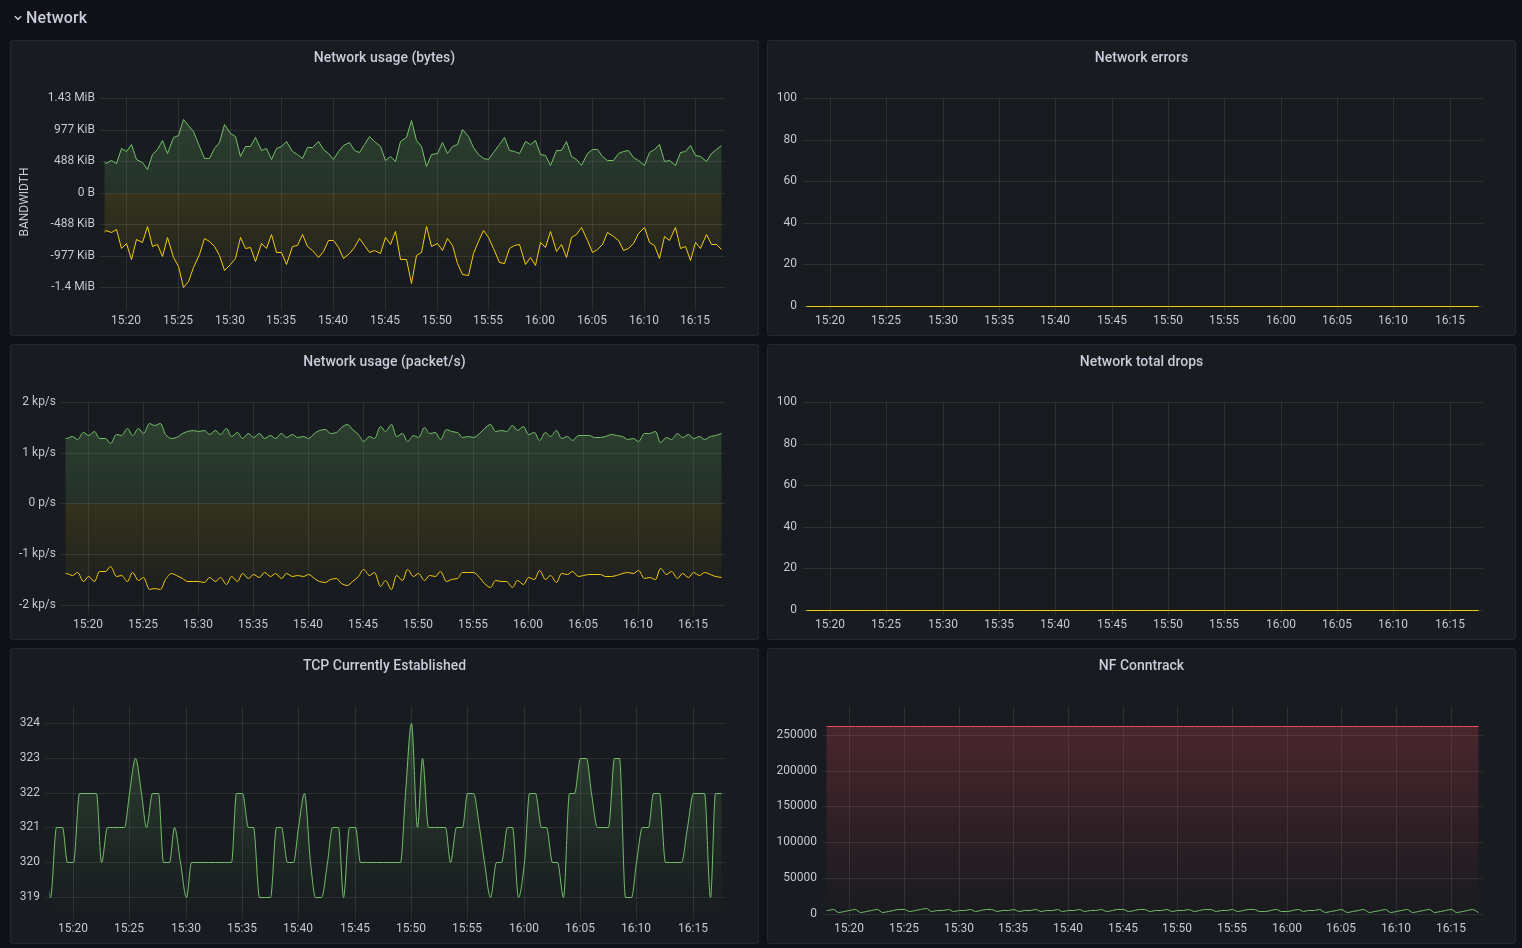 Network
Network usage (bytes)
BANDWIDTH
1.43 MiB
977 KiB
488 KiB
0 B
-488 KiB
-977 KiB
-1.4 MiB
15:20 15:25 15:30 15:35 15:40 15:45 15:50 15:55 16:00 16:05 16:10 16:15
Network errors
100
80
60
40
20
0
15:20 15:25 15:30 15:35 15:40 15:45 15:50 15:55 16:00 16:05 16:10 16:15
Network usage (packet/s)
2 kp/s
1 kp/s
0 p/s
-1 kp/s
-2 kp/s
15:20 15:25 15:30 15:35 15:40 15:45 15:50 15:55 16:00 16:05 16:10 16:15
Network total drops
100
80
60
40
20
0
15:20 15:25 15:30 15:35 15:40 15:45 15:50 15:55 16:00 16:05 16:10 16:15
TCP Currently Established
324
323
322
321
320
319
15:20 15:25 15:30 15:35 15:40 15:45 15:50 15:55 16:00 16:05 16:10 16:15
NF Conntrack
250000
200000
150000
100000
50000
0
15:20 15:25 15:30 15:35 15:40 15:45 15:50 15:55 16:00 16:05 16:10 16:15